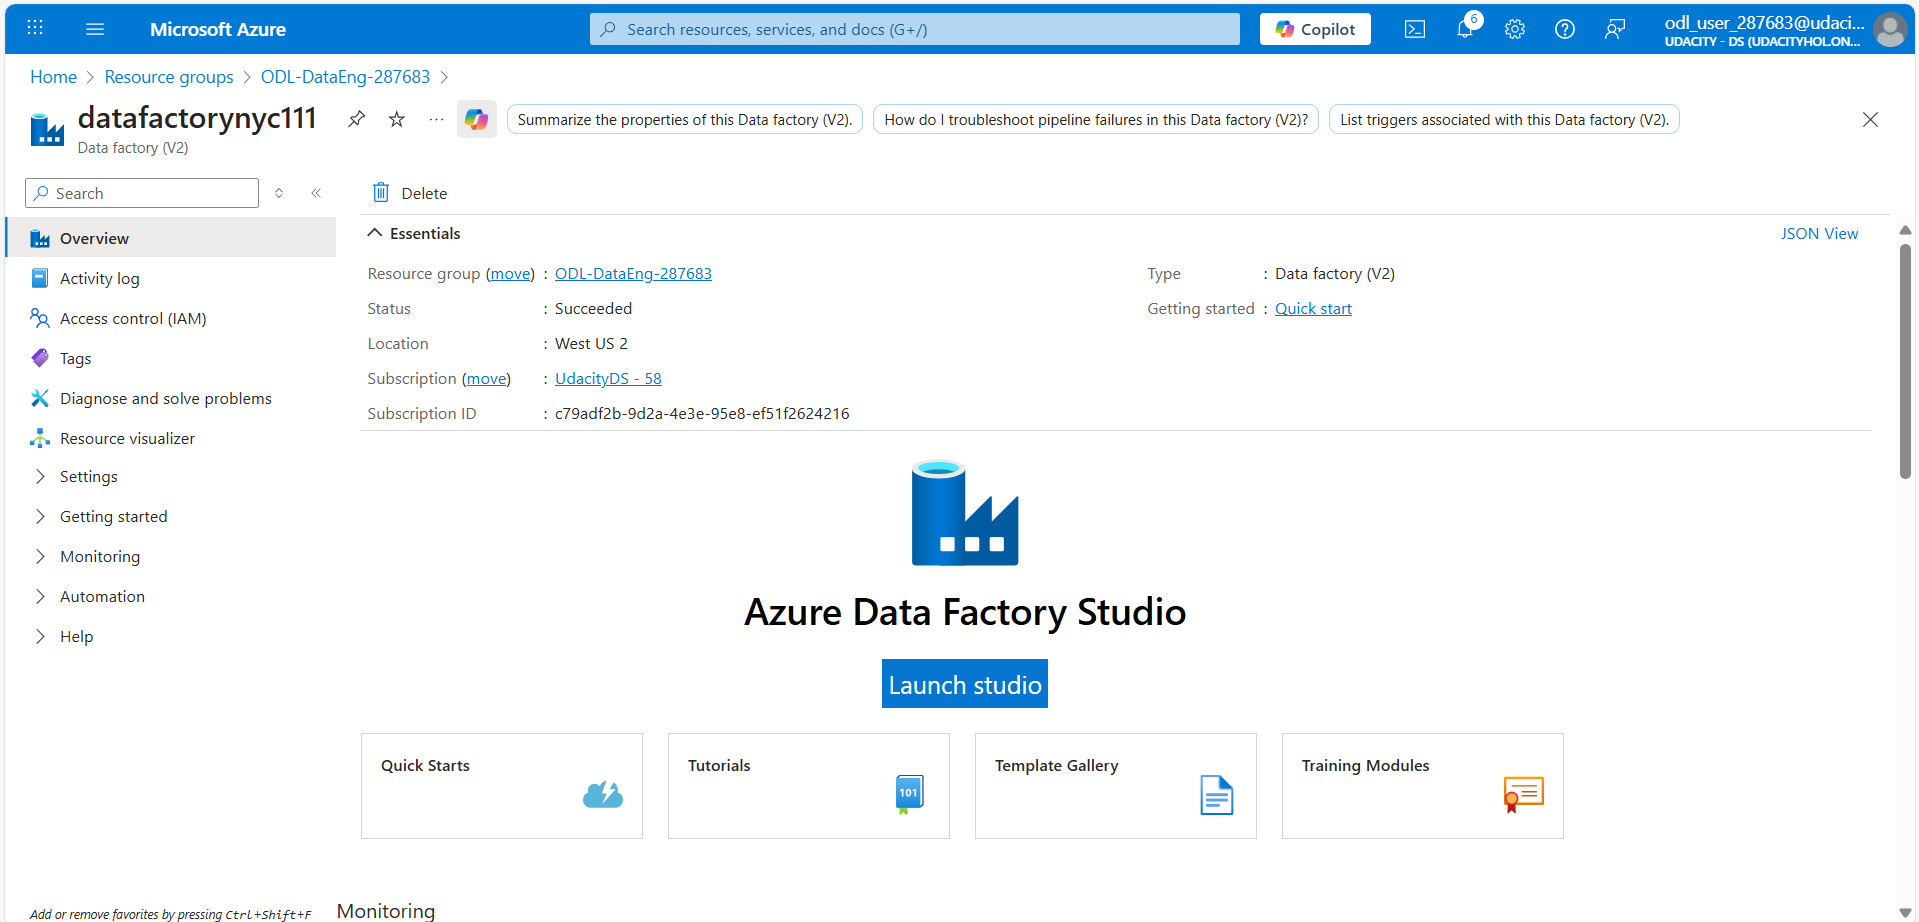 Microsoft Azure
Search resources, services, and docs (G+/)
Copilot
6
odl_user_287683@udaci...
UDACITY - DS (UDACITYHOL.ON...
Home > Resource groups > ODL-DataEng-287683 >
datafactorynyc111
Data factory (V2)
Summarize the properties of this Data factory (V2).
How do I troubleshoot pipeline failures in this Data factory (V2)?
List triggers associated with this Data factory (V2).
Search
Overview
Activity log
Access control (IAM)
Tags
Diagnose and solve problems
Resource visualizer
Settings
Getting started
Monitoring
Automation
Help
Add or remove favorites by pressing Ctrl+Shift+F
Delete
Essentials
JSON View
Resource group (move) : ODL-DataEng-287683
Status : Succeeded
Location : West US 2
Subscription (move) : UdacityDS - 58
Subscription ID : c79adf2b-9d2a-4e3e-95e8-ef51f2624216
Type : Data factory (V2)
Getting started : Quick start
Azure Data Factory Studio
Launch studio
Quick Starts
Tutorials
101
Template Gallery
Training Modules
Monitoring